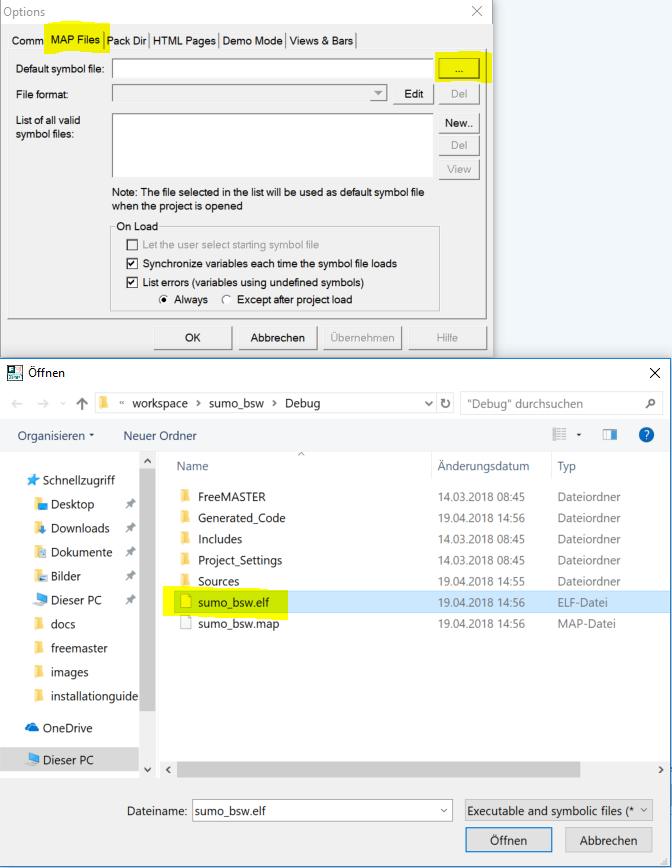 Options
Comm MAP Files Pack Dir HTML Pages Demo Mode Views & Bars
Default symbol file: ...
File format: Edit Del
List of all valid
symbol files:
New..
Del
View
Note: The file selected in the list will be used as default symbol file
when the project is opened
On Load
Let the user select starting symbol file
Synchronize variables each time the symbol file loads
List errors (variables using undefined symbols)
Always Except after project load
OK Abbrechen Übernehmen Hilfe
Öffnen
« workspace › sumo_bsw › Debug "Debug" durchsuchen
Organisieren Neuer Ordner
Name Änderungsdatum Typ
Schnellzugriff
Desktop
Downloads
Dokumente
Bilder
Dieser PC
docs
freemaster
images
installationguide
OneDrive
Dieser PC
FreeMASTER 14.03.2018 08:45 Dateiordner
Generated_Code 19.04.2018 14:56 Dateiordner
Includes 14.03.2018 08:45 Dateiordner
Project_Settings 14.03.2018 08:45 Dateiordner
Sources 19.04.2018 14:55 Dateiordner
sumo_bsw.elf 19.04.2018 14:56 ELF-Datei
sumo_bsw.map 19.04.2018 14:56 MAP-Datei
Dateiname: sumo_bsw.elf Executable and symbolic files (*
Öffnen Abbrechen